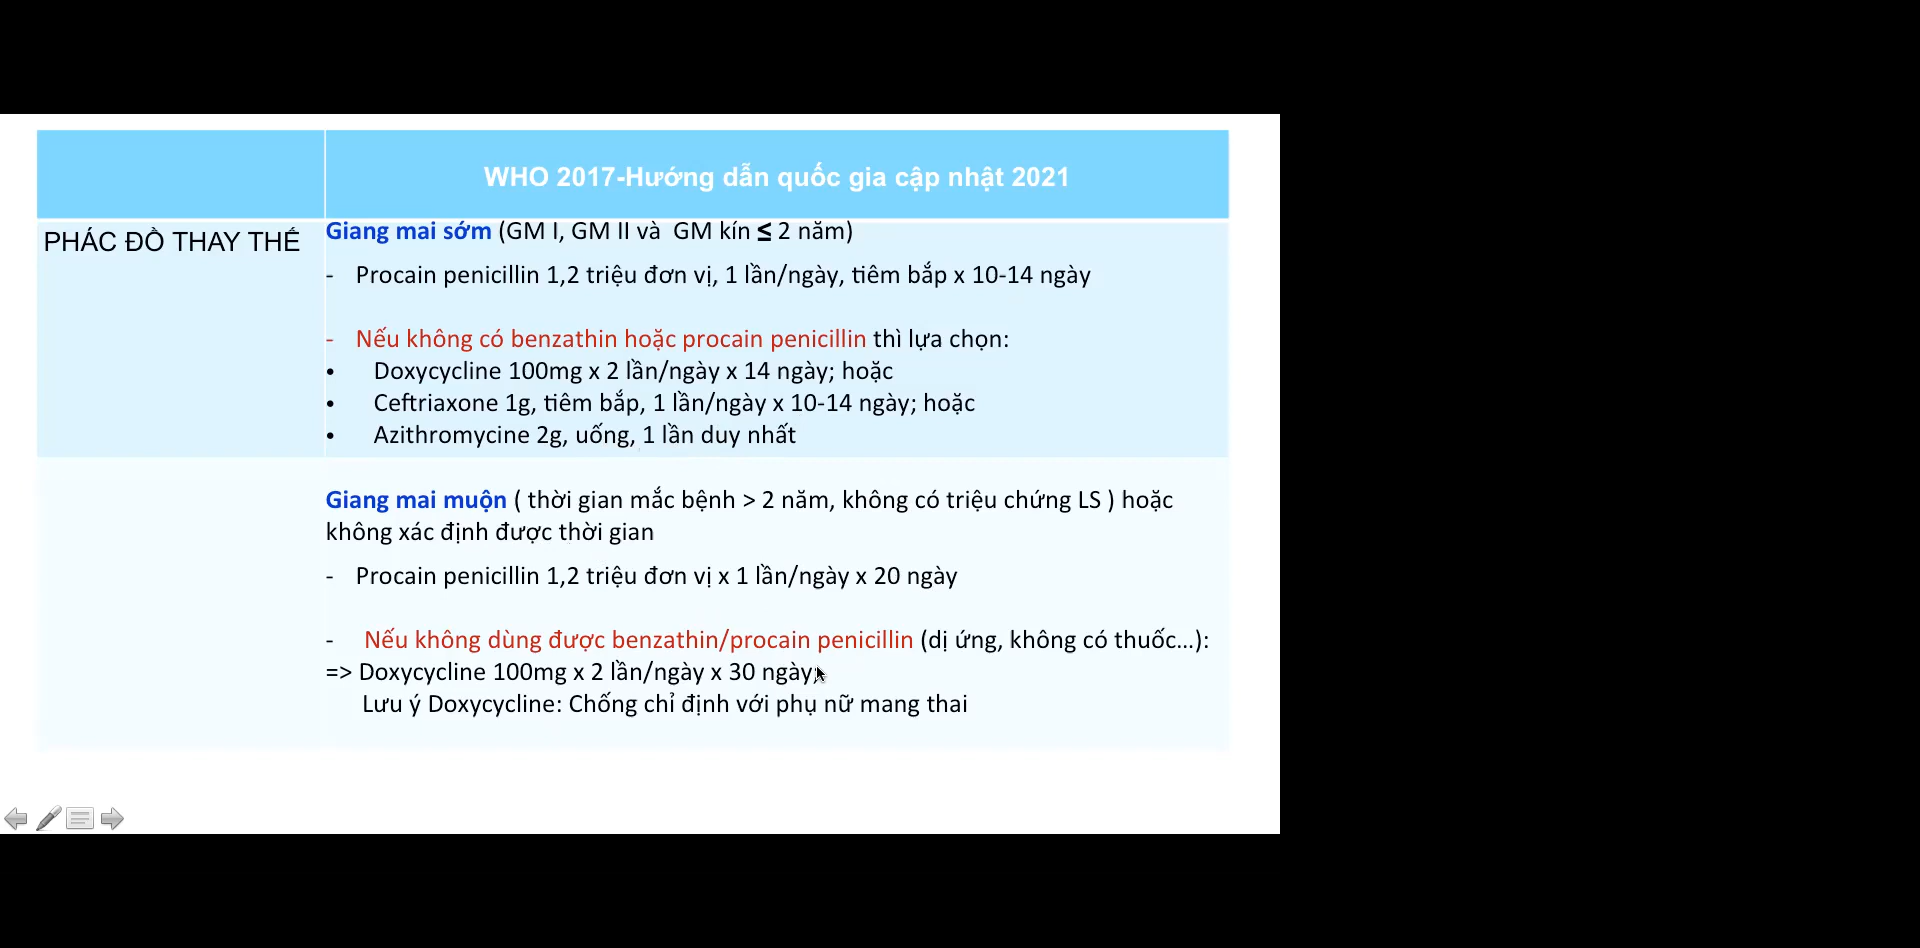 WHO 2017-Hướng dẫn quốc gia cập nhật 2021
PHÁC ĐỒ THAY THẾ
Giang mai sớm (GM I, GM II và  GM kín ≤ 2 năm)
- Procain penicillin 1,2 triệu đơn vị, 1 lần/ngày, tiêm bắp x 10-14 ngày
- Nếu không có benzathin hoặc procain penicillin thì lựa chọn:
• Doxycycline 100mg x 2 lần/ngày x 14 ngày; hoặc
• Ceftriaxone 1g, tiêm bắp, 1 lần/ngày x 10-14 ngày; hoặc
• Azithromycine 2g, uống, 1 lần duy nhất
Giang mai muộn ( thời gian mắc bệnh > 2 năm, không có triệu chứng LS ) hoặc
không xác định được thời gian
- Procain penicillin 1,2 triệu đơn vị x 1 lần/ngày x 20 ngày
- Nếu không dùng được benzathin/procain penicillin (dị ứng, không có thuốc...):
=> Doxycycline 100mg x 2 lần/ngày x 30 ngày;
Lưu ý Doxycycline: Chống chỉ định với phụ nữ mang thai